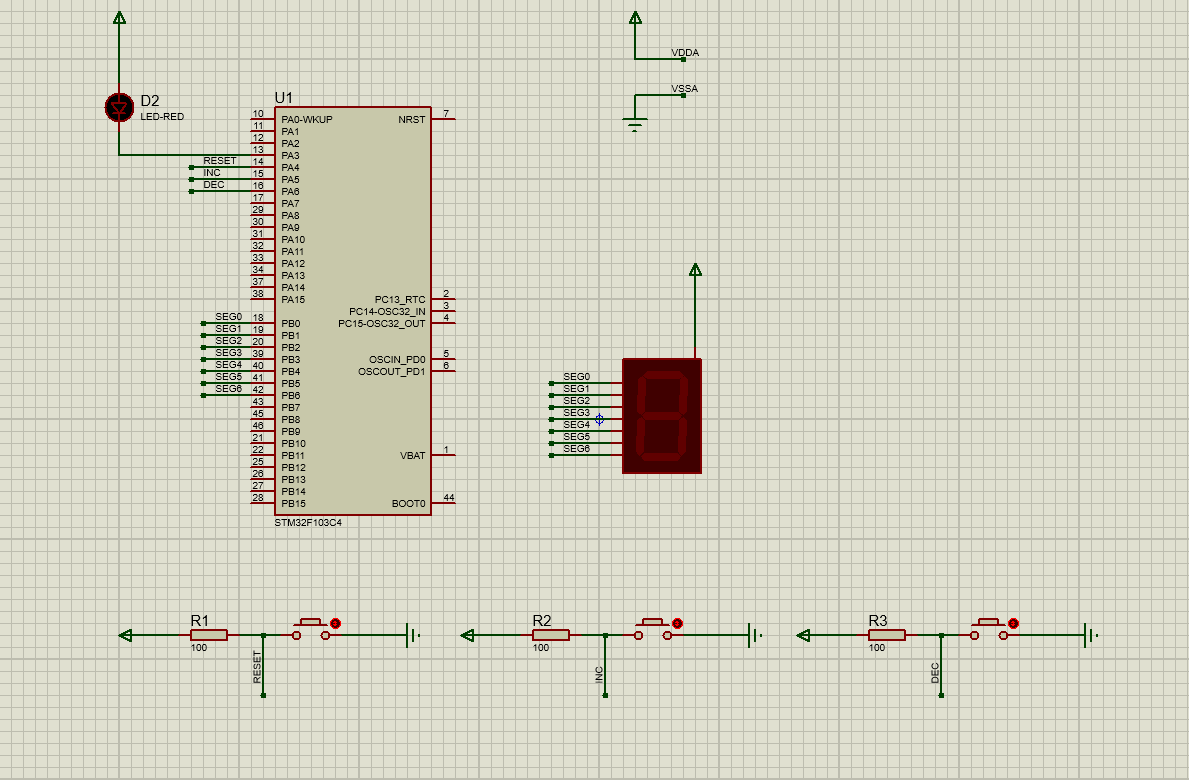 D2
LED-RED
U1
10 PA0-WKUP
11 PA1
12 PA2
13 PA3
RESET 14 PA4
INC 15 PA5
DEC 16 PA6
17 PA7
29 PA8
30 PA9
31 PA10
32 PA11
33 PA12
34 PA13
37 PA14
38 PA15
SEG0 18 PB0
SEG1 19 PB1
SEG2 20 PB2
SEG3 39 PB3
SEG4 40 PB4
SEG5 41 PB5
SEG6 42 PB6
43 PB7
45 PB8
46 PB9
21 PB10
22 PB11
25 PB12
26 PB13
27 PB14
28 PB15
NRST 7
PC13_RTC 2
PC14-OSC32_IN 3
PC15-OSC32_OUT 4
OSCIN_PD0 5
OSCOUT_PD1 6
VBAT 1
BOOT0 44
STM32F103C4
VDDA
VSSA
SEG0
SEG1
SEG2
SEG3
SEG4
SEG5
SEG6
R1
100
RESET
R2
100
INC
R3
100
DEC